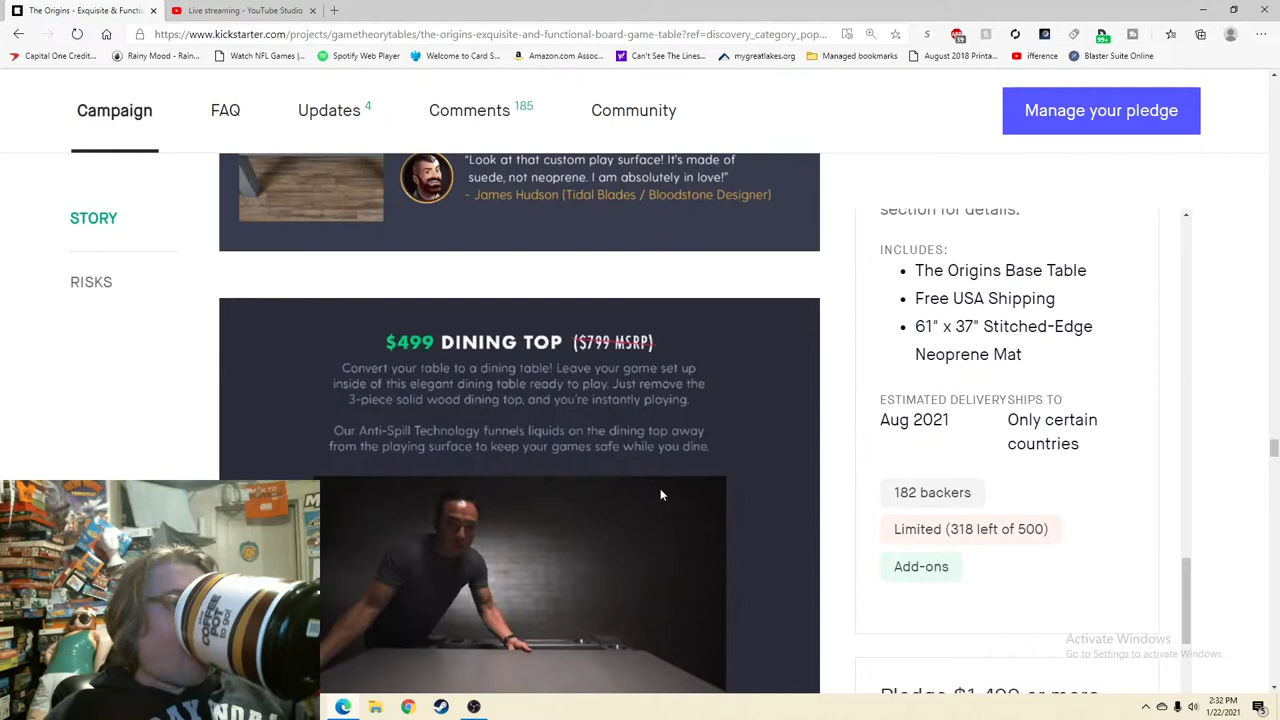 The Origins - Exquisite & Functi
Live streaming - YouTube Studio
https://www.kickstarter.com/projects/gametheorytables/the-origins-exquisite-and-functional-board-game-table?ref=discovery_category_pop...
Capital One Credit...
Rainy Mood - Rain...
Watch NFL Games |...
Spotify Web Player
Welcome to Card S...
Amazon.com Assoc...
Can't See The Lines...
mygreatlakes.org
Managed bookmarks
August 2018 Printa...
ifference
Blaster Suite Online
Campaign
FAQ
Updates 4
Comments 185
Community
Manage your pledge
STORY
RISKS
"Look at that custom play surface! It's made of
suede, not neoprene. I am absolutely in love!"
- James Hudson (Tidal Blades / Bloodstone Designer)
$499 DINING TOP ($799 MSRP)
Convert your table to a dining table! Leave your game set up
inside of this elegant dining table ready to play. Just remove the
3-piece solid wood dining top, and you're instantly playing.
Our Anti-Spill Technology funnels liquids on the dining top away
from the playing surface to keep your games safe while you dine.
section for details.
INCLUDES:
• The Origins Base Table
• Free USA Shipping
• 61" x 37" Stitched-Edge
Neoprene Mat
ESTIMATED DELIVERY SHIPS TO
Aug 2021 Only certain
countries
182 backers
Limited (318 left of 500)
Add-ons
Pledge $1,499 or more
Activate Windows
Go to Settings to activate Windows.
COFFEE
POT
to go!
2:32 PM
1/22/2021